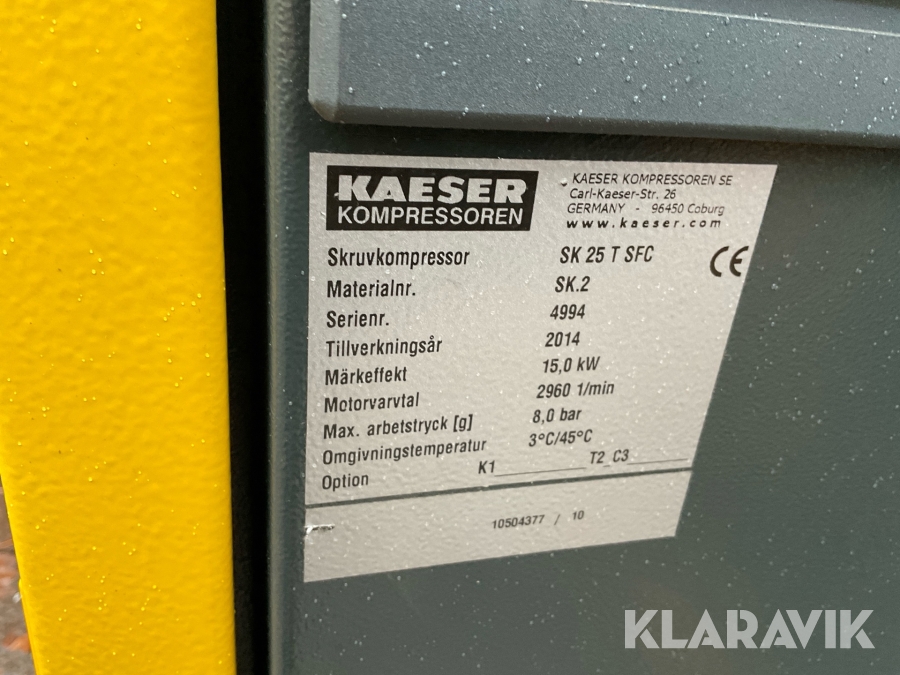 KAESER
KOMPRESSOREN
KAESER KOMPRESSOREN SE
Carl-Kaeser-Str. 26
GERMANY - 96450 Coburg
www.kaeser.com
CE
Skruvkompressor SK 25 T SFC
Materialnr. SK.2
Serienr. 4994
Tillverkningsår 2014
Märkeffekt 15,0 kW
Motorvarvtal 2960 1/min
Max. arbetstryck [g] 8,0 bar
Omgivningstemperatur 3°C/45°C
Option K1__________T2_C3_______
10504377 / 10
KLARAVIK